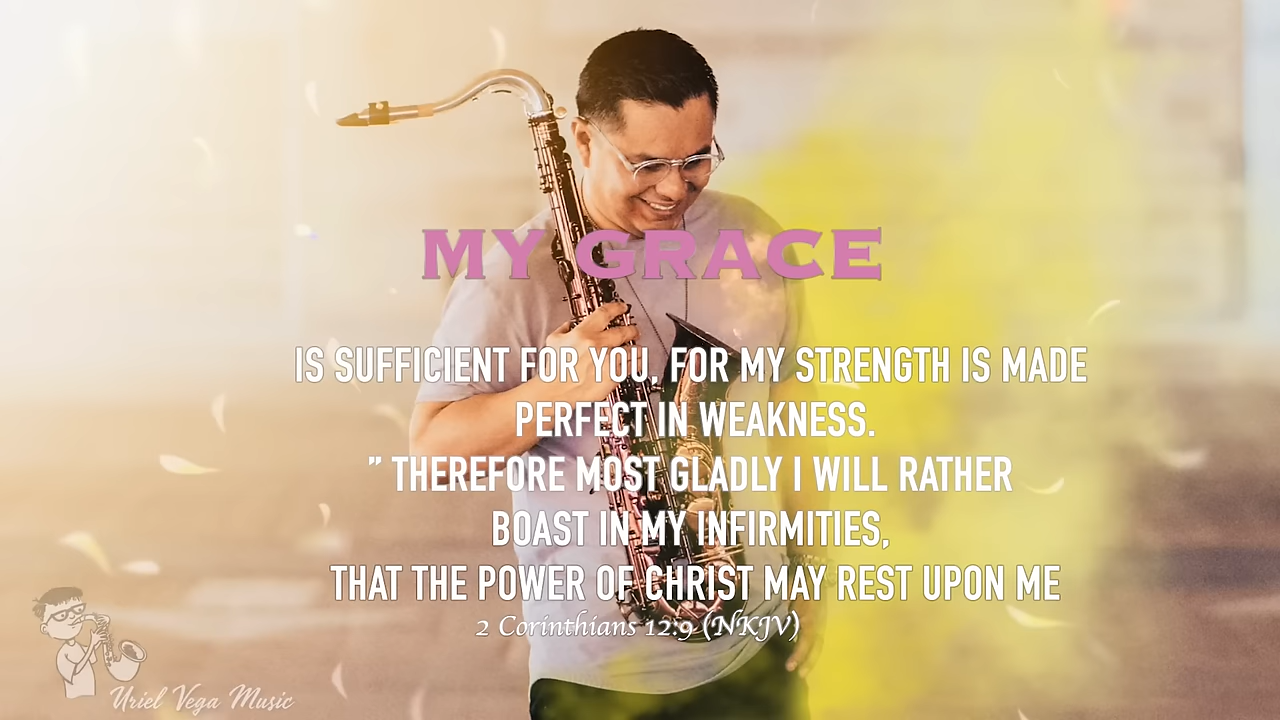 MY GRACE
IS SUFFICIENT FOR YOU, FOR MY STRENGTH IS MADE
PERFECT IN WEAKNESS.
” THEREFORE MOST GLADLY I WILL RATHER
BOAST IN MY INFIRMITIES,
THAT THE POWER OF CHRIST MAY REST UPON ME
2 Corinthians 12:9 (NKJV)
Uriel Vega Music